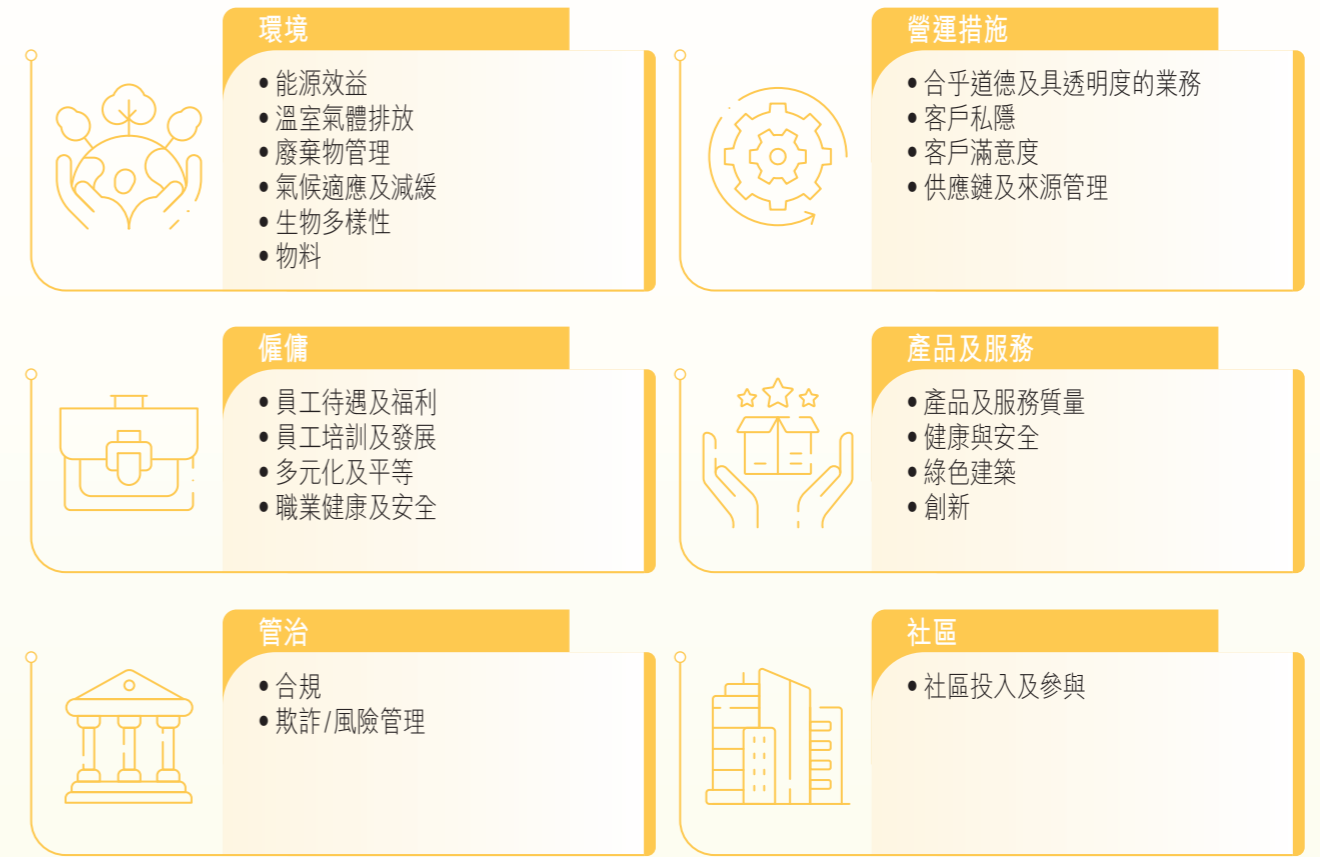 環境
• 能源效益
• 溫室氣體排放
• 廢棄物管理
• 氣候適應及減緩
• 生物多樣性
• 物料
營運措施
• 合乎道德及具透明度的業務
• 客戶私隱
• 客戶滿意度
• 供應鏈及來源管理
僱傭
• 員工待遇及福利
• 員工培訓及發展
• 多元化及平等
• 職業健康及安全
產品及服務
• 產品及服務質量
• 健康與安全
• 綠色建築
• 創新
管治
• 合規
• 欺詐/風險管理
社區
• 社區投入及參與